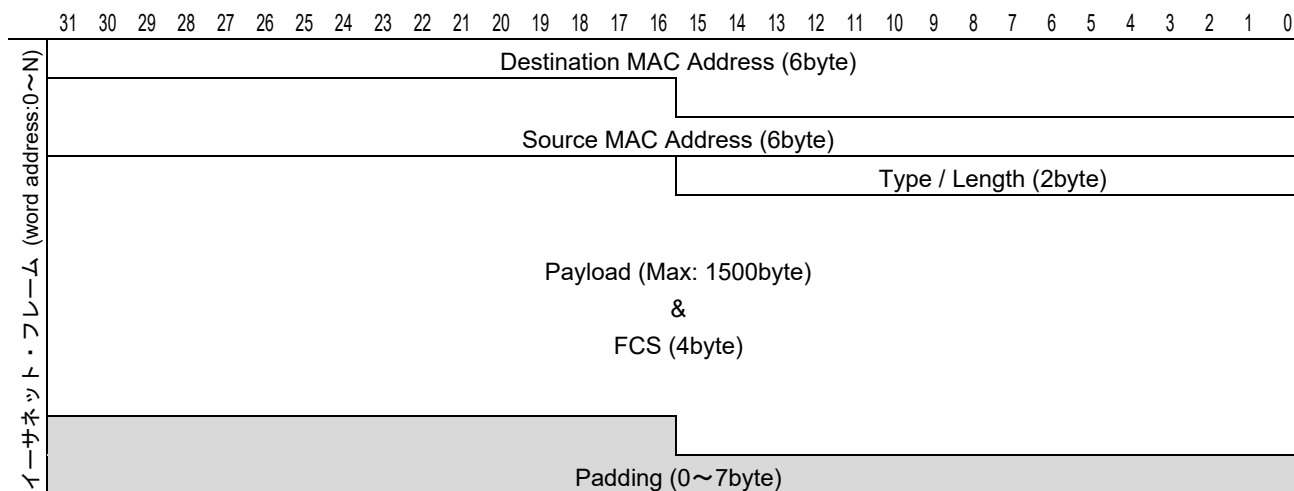 31 30 29 28 27 26 25 24 23 22 21 20 19 18 17 16 15 14 13 12 11 10 9 8 7 6 5 4 3 2 1 0
イーサネット・フレーム (word address:0～N)
Destination MAC Address (6byte)
Source MAC Address (6byte)
Type / Length (2byte)
Payload (Max: 1500byte)
&
FCS (4byte)
Padding (0～7byte)